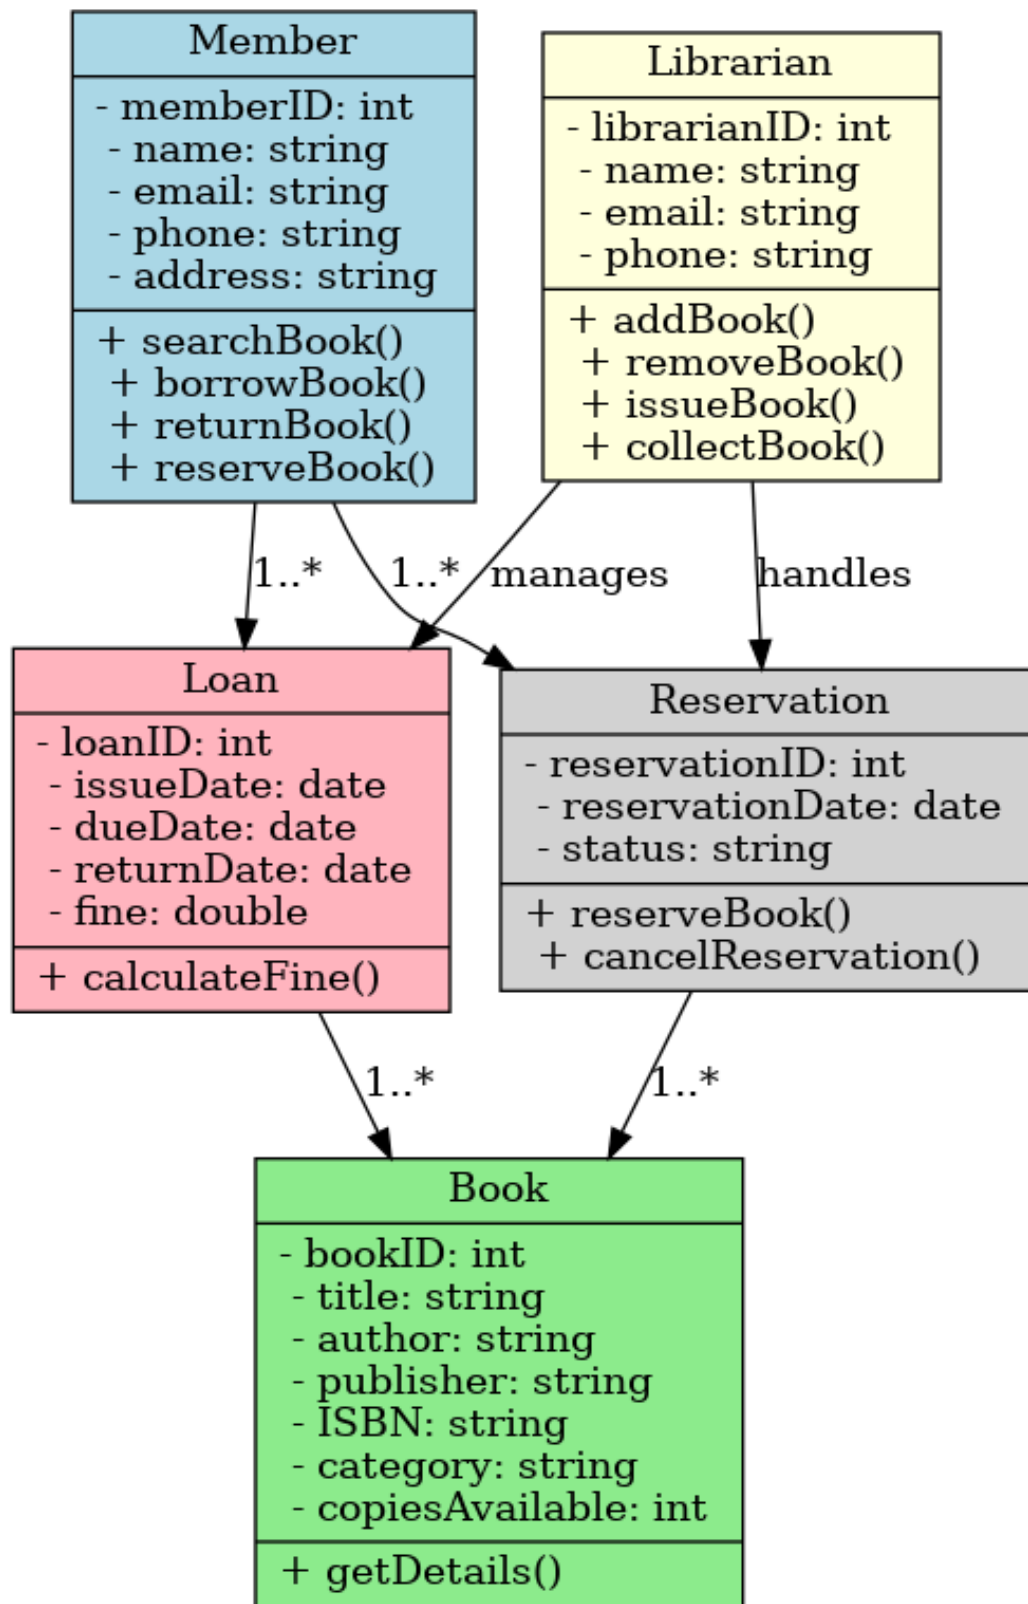 Member
- memberID: int
- name: string
- email: string
- phone: string
- address: string
+ searchBook()
+ borrowBook()
+ returnBook()
+ reserveBook()
Librarian
- librarianID: int
- name: string
- email: string
- phone: string
+ addBook()
+ removeBook()
+ issueBook()
+ collectBook()
1..*
1..*
manages
handles
Loan
- loanID: int
- issueDate: date
- dueDate: date
- returnDate: date
- fine: double
+ calculateFine()
Reservation
- reservationID: int
- reservationDate: date
- status: string
+ reserveBook()
+ cancelReservation()
1..*
1..*
Book
- bookID: int
- title: string
- author: string
- publisher: string
- ISBN: string
- category: string
- copiesAvailable: int
+ getDetails()